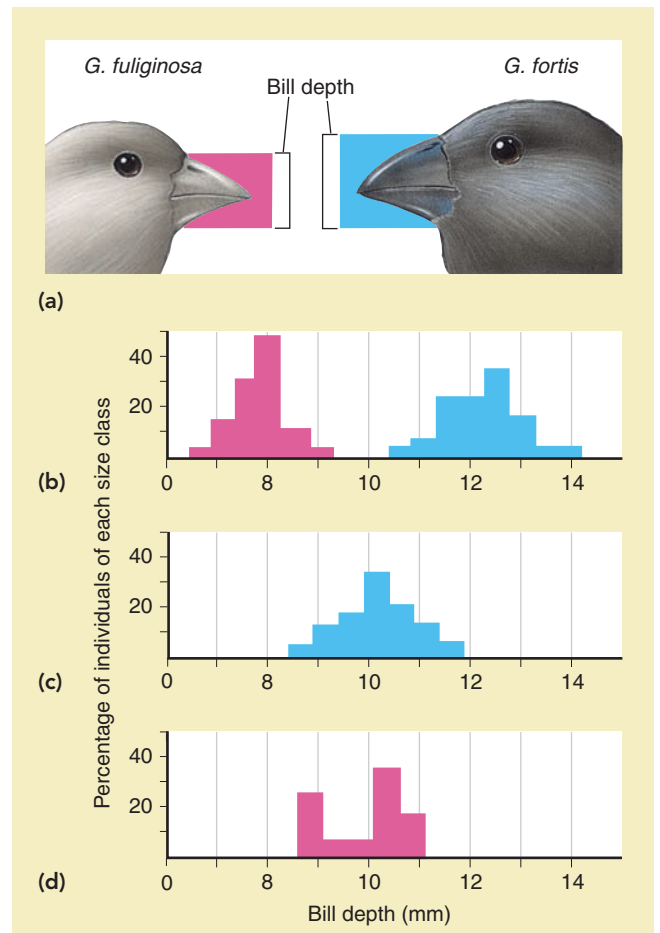 G. fuliginosa
G. fortis
Bill depth
(a)
Percentage of individuals of each size class
40
20
(b)
0 8 10 12 14
40
20
(c)
0 8 10 12 14
40
20
(d)
0 8 10 12 14
Bill depth (mm)